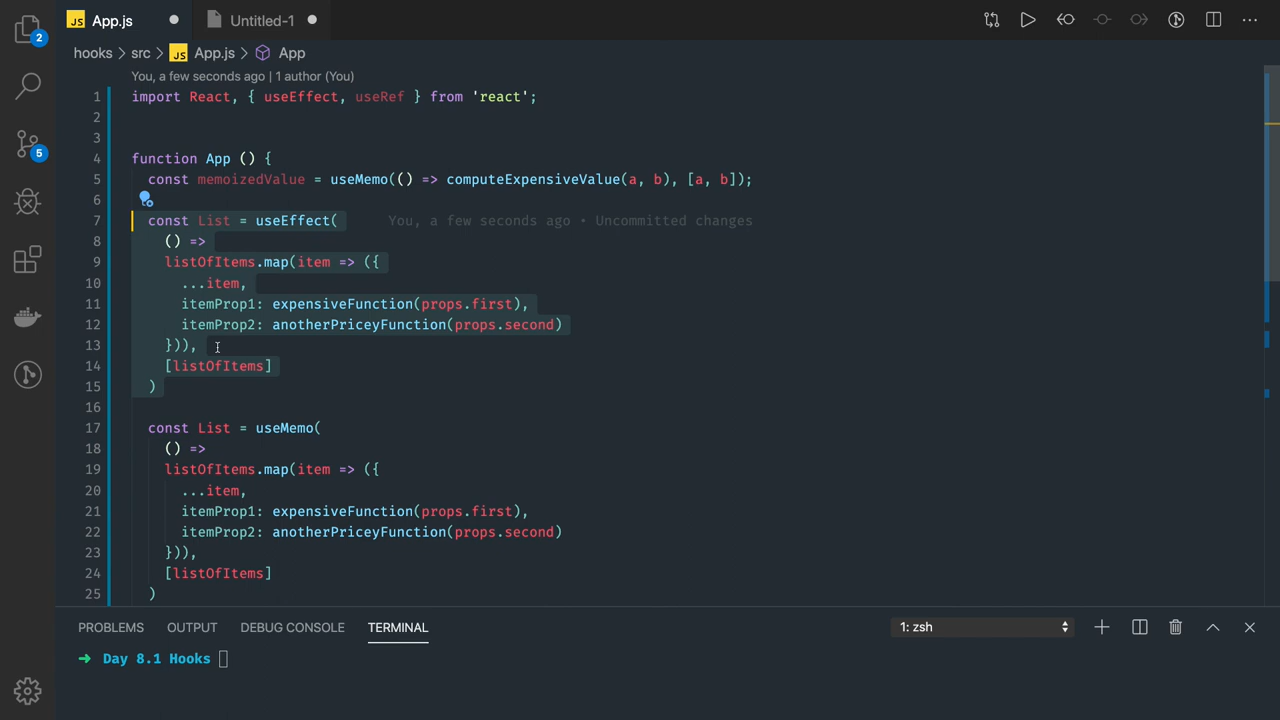 JS App.js Untitled-1
2
hooks > src > JS App.js > App
You, a few seconds ago | 1 author (You)
1 import React, { useEffect, useRef } from 'react';
2
3
4 function App () {
5 const memoizedValue = useMemo(() => computeExpensiveValue(a, b), [a, b]);
5
6
7 const List = useEffect( You, a few seconds ago • Uncommitted changes
8 () =>
9 listOfItems.map(item => ({
10 ...item,
11 itemProp1: expensiveFunction(props.first),
12 itemProp2: anotherPriceyFunction(props.second)
13 })),
14 [listOfItems]
15 )
16
17 const List = useMemo(
18 () =>
19 listOfItems.map(item => ({
20 ...item,
21 itemProp1: expensiveFunction(props.first),
22 itemProp2: anotherPriceyFunction(props.second)
23 })),
24 [listOfItems]
25 )
PROBLEMS OUTPUT DEBUG CONSOLE TERMINAL 1: zsh
➜ Day 8.1 Hooks